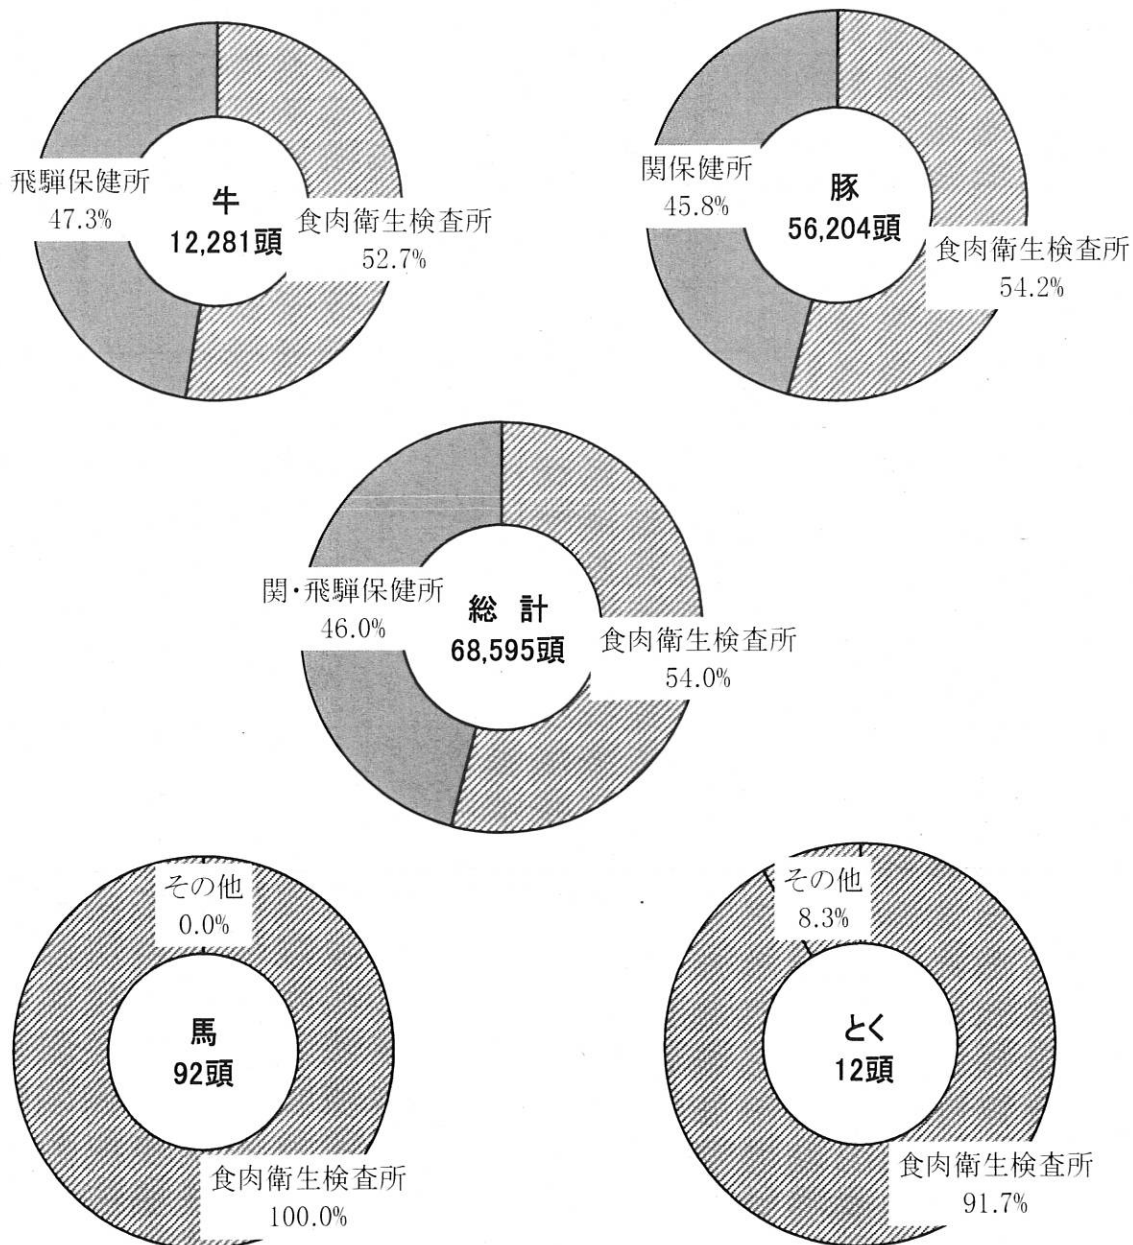 飛騨保健所
47.3%
牛
12,281頭
食肉衛生検査所
52.7%
関保健所
45.8%
豚
56,204頭
食肉衛生検査所
54.2%
関・飛騨保健所
46.0%
総 計
68,595頭
食肉衛生検査所
54.0%
その他
0.0%
馬
92頭
食肉衛生検査所
100.0%
その他
8.3%
とく
12頭
食肉衛生検査所
91.7%